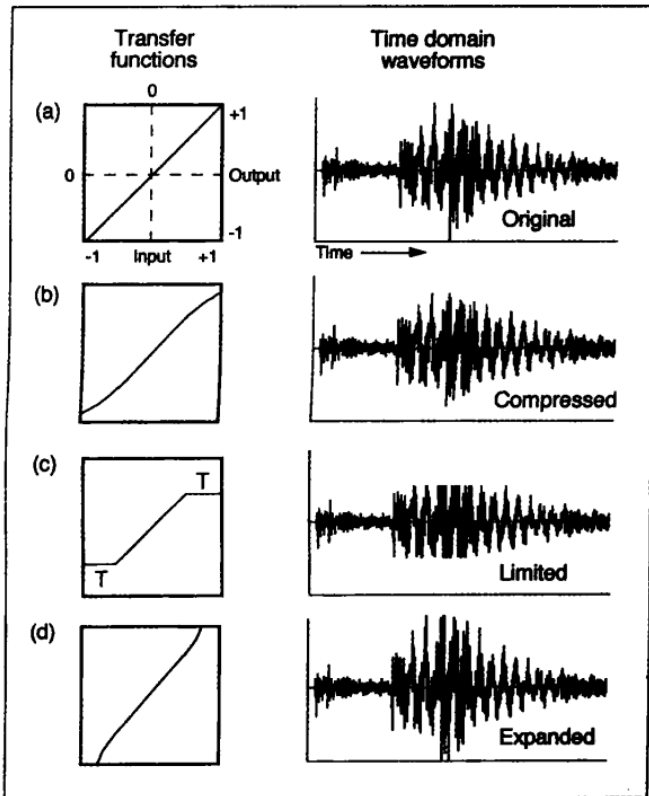 Transfer functions
Time domain waveforms
(a)
0
+1
0
Output
-1
-1 Input +1
Original
Time
(b)
Compressed
(c)
T
T
Limited
(d)
Expanded